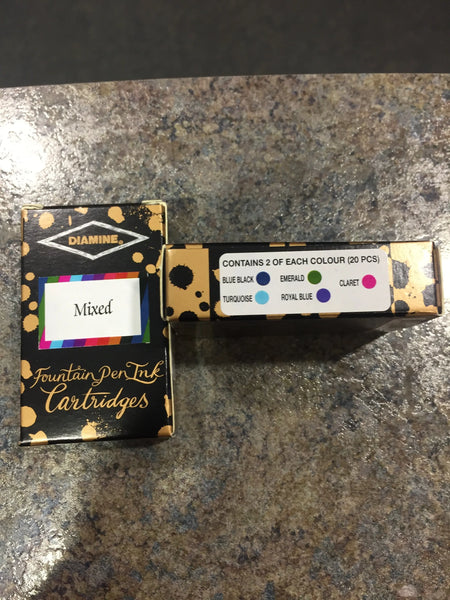 DIAMINE®
Mixed
Fountain Pen Ink
Cartridges
CONTAINS 2 OF EACH COLOUR (20 PCS)
BLUE BLACK EMERALD CLARET
TURQUOISE ROYAL BLUE